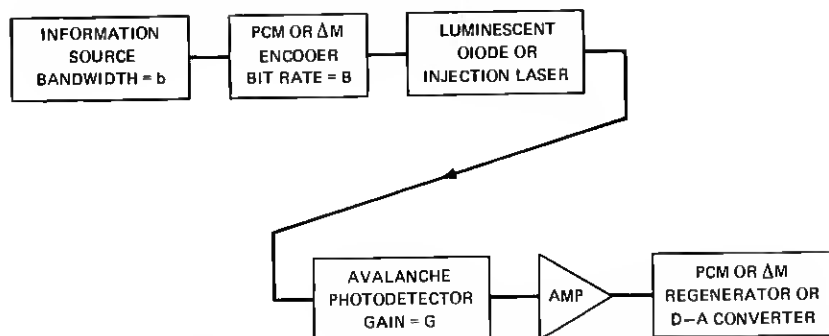 INFORMATION
SOURCE
BANDWIDTH = b
PCM OR ΔM
ENCOOER
BIT RATE = B
LUMINESCENT
OIODE OR
INJECTION LASER
AVALANCHE
PHOTODETECTOR
GAIN = G
AMP
PCM OR ΔM
REGENERATOR OR
D–A CONVERTER